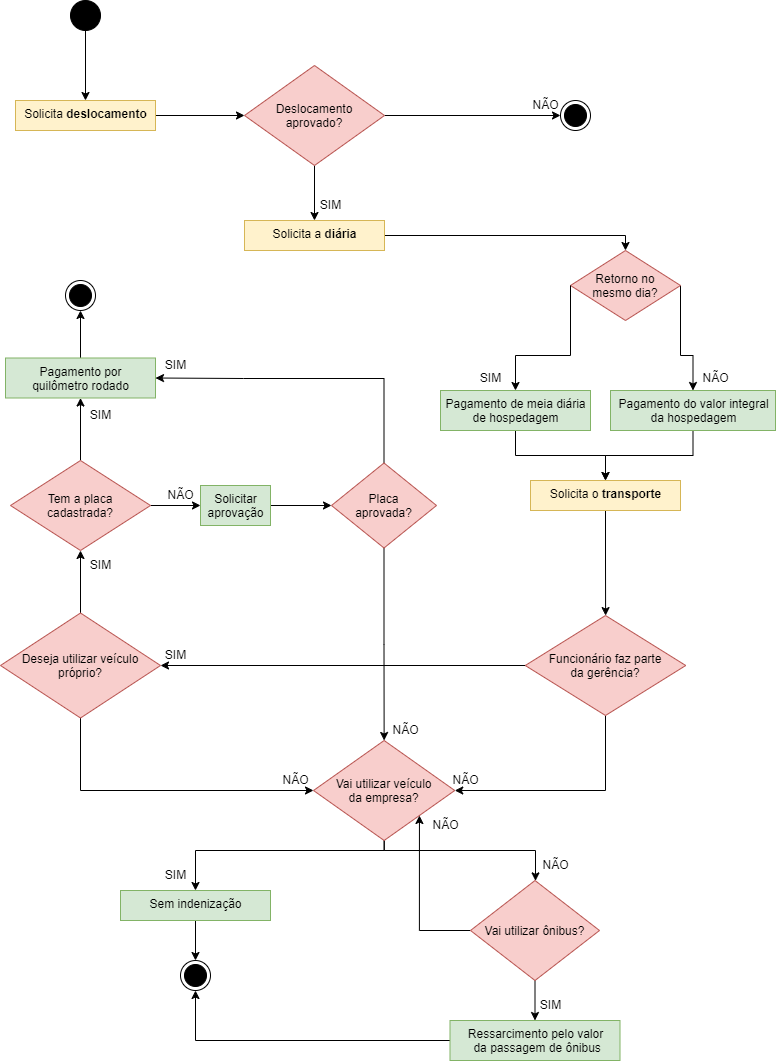 Solicita deslocamento
Deslocamento
aprovado?
NÃO
SIM
Solicita a diária
Retorno no
mesmo dia?
SIM
NÃO
Pagamento de meia diária
de hospedagem
Pagamento do valor integral
da hospedagem
Solicita o transporte
Funcionário faz parte
da gerência?
Pagamento por
quilômetro rodado
SIM
SIM
Tem a placa
cadastrada?
NÃO
Solicitar
aprovação
Placa
aprovada?
SIM
Deseja utilizar veículo
próprio?
SIM
NÃO
NÃO
Vai utilizar veículo
da empresa?
NÃO
NÃO
SIM
NÃO
Sem indenização
Vai utilizar ônibus?
SIM
Ressarcimento pelo valor
da passagem de ônibus